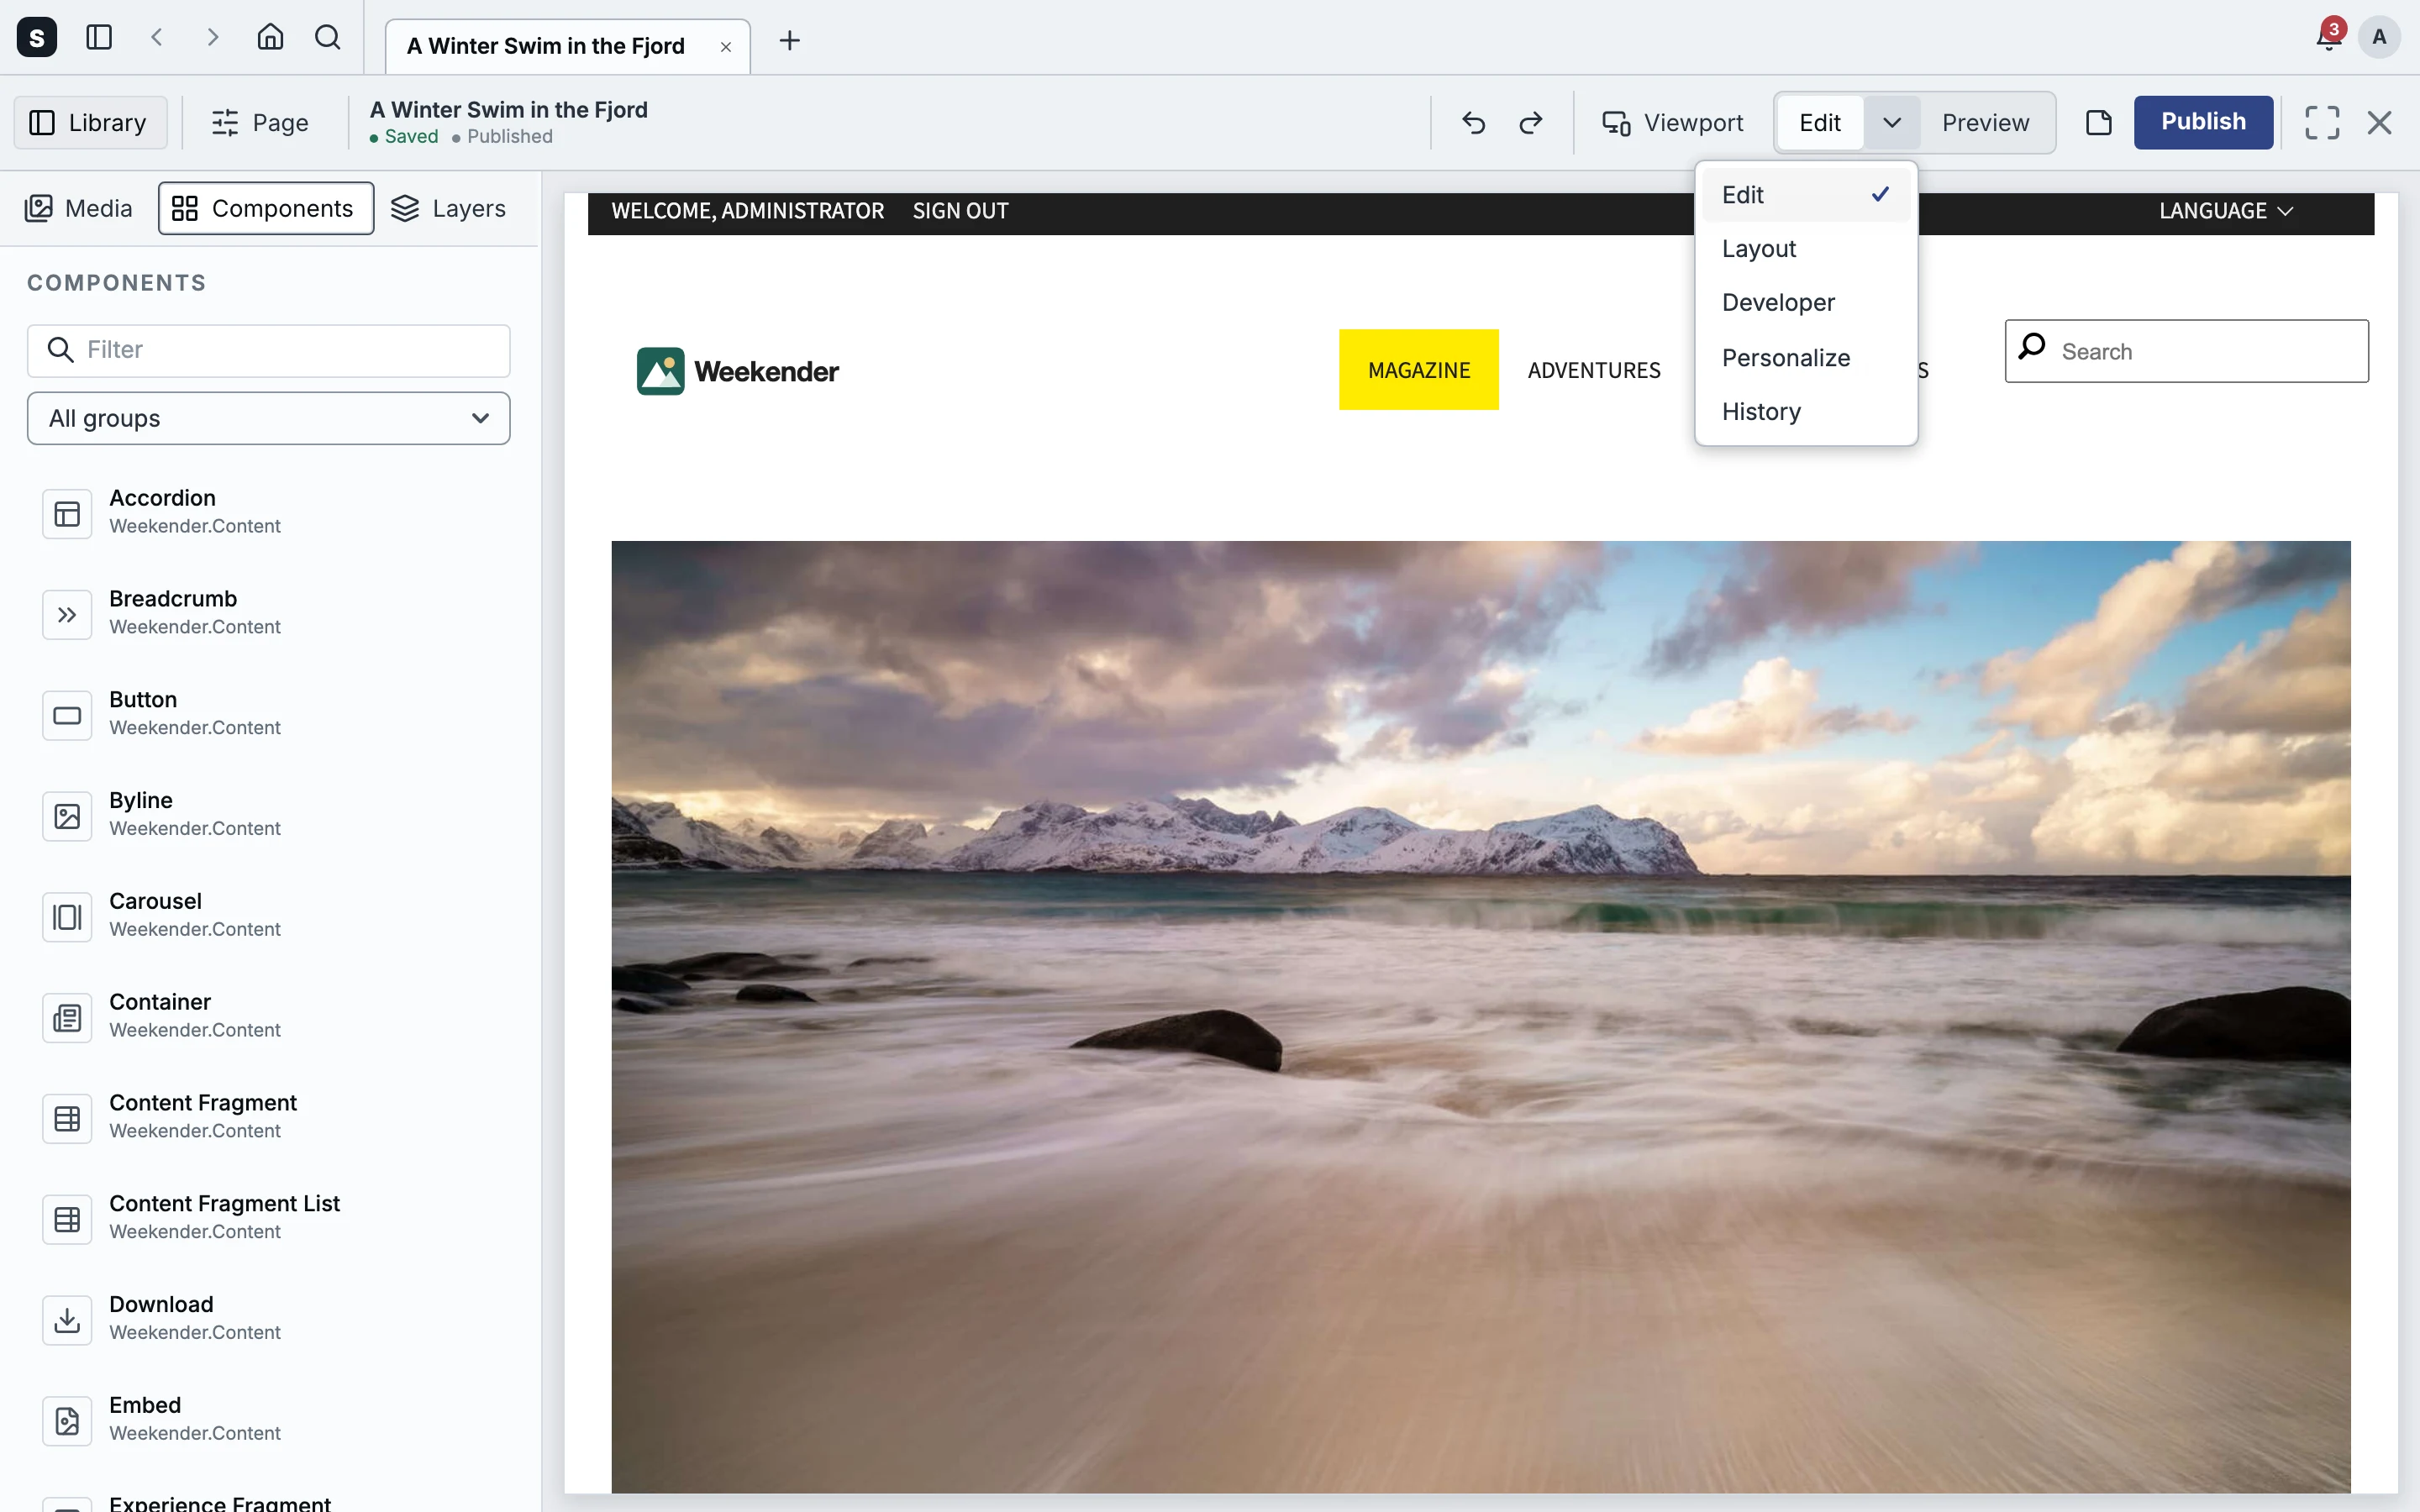 S
A Winter Swim in the Fjord
3
A
Library
Page
A Winter Swim in the Fjord
Saved
Published
Viewport
Edit
Preview
Publish
Media
Components
Layers
Edit
Layout
Developer
Personalize
History
WELCOME, ADMINISTRATOR
SIGN OUT
LANGUAGE
COMPONENTS
Filter
All groups
Weekender
MAGAZINE
ADVENTURES
S
Search
Accordion
Weekender.Content
Breadcrumb
Weekender.Content
Button
Weekender.Content
Byline
Weekender.Content
Carousel
Weekender.Content
Container
Weekender.Content
Content Fragment
Weekender.Content
Content Fragment List
Weekender.Content
Download
Weekender.Content
Embed
Weekender.Content
Experience Fragment